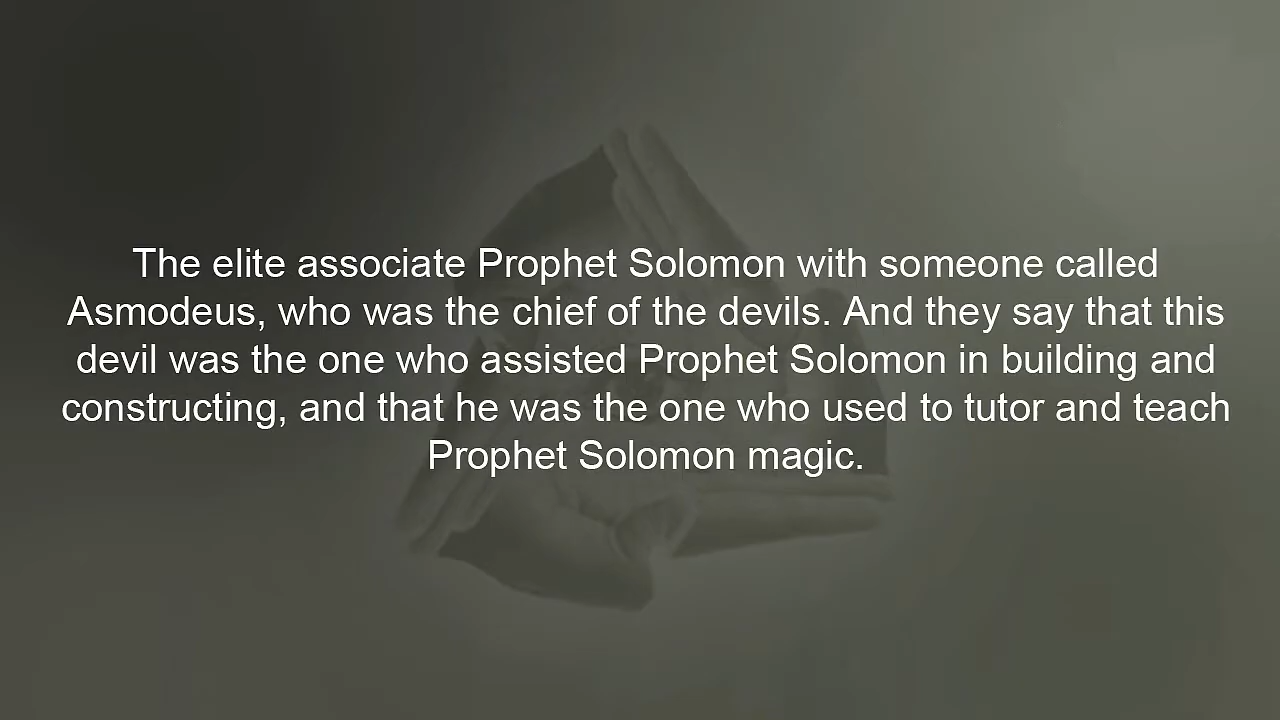 The elite associate Prophet Solomon with someone called
Asmodeus, who was the chief of the devils. And they say that this
devil was the one who assisted Prophet Solomon in building and
constructing, and that he was the one who used to tutor and teach
Prophet Solomon magic.